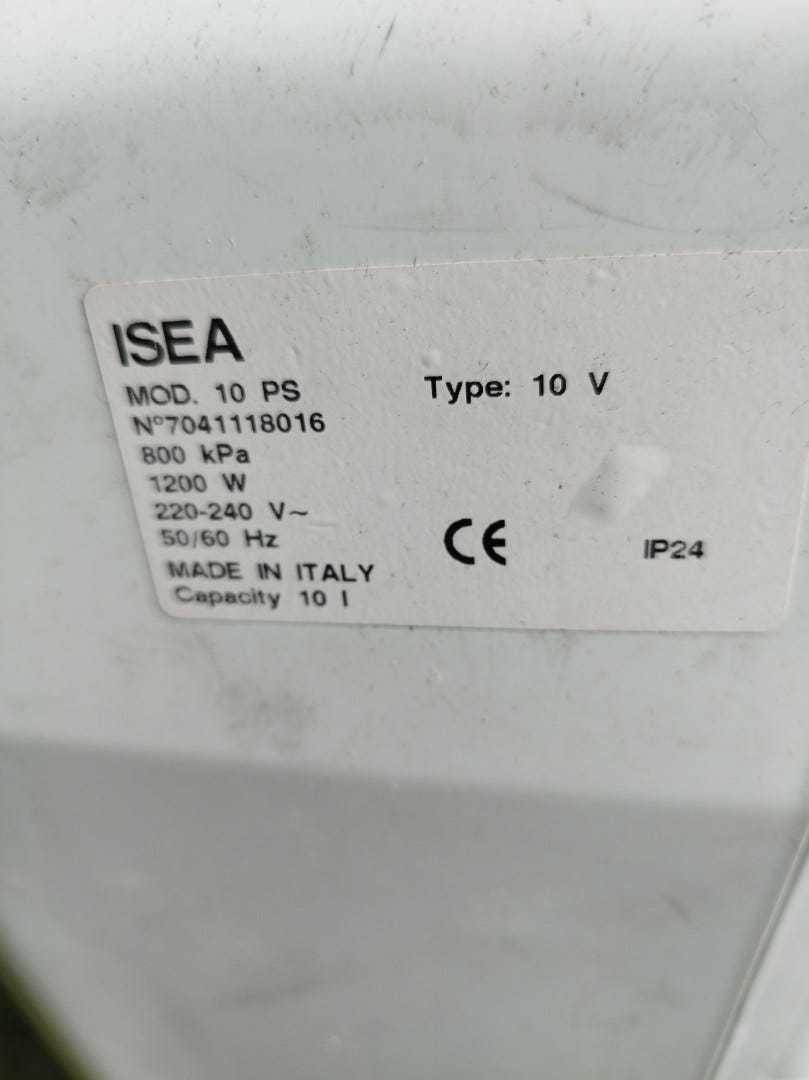 ISEA
MOD. 10 PS
Type: 10 V
N°7041118016
800 kPa
1200 W
220-240 V~
50/60 Hz
CE
IP24
MADE IN ITALY
Capacity 10 l